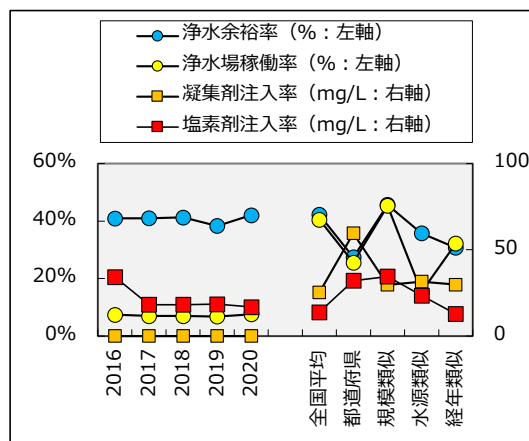 浄水余裕率（%：左軸）
浄水場稼働率（%：左軸）
凝集剤注入率（mg/L：右軸）
塩素剤注入率（mg/L：右軸）
60%
40%
20%
0%
100
50
0
2016
2017
2018
2019
2020
全国平均
都道府県
規模類似
水源類似
経年類似